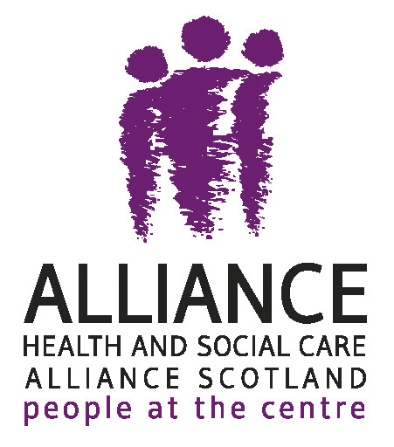 ALLIANCE
HEALTH AND SOCIAL CARE
ALLIANCE SCOTLAND
people at the centre